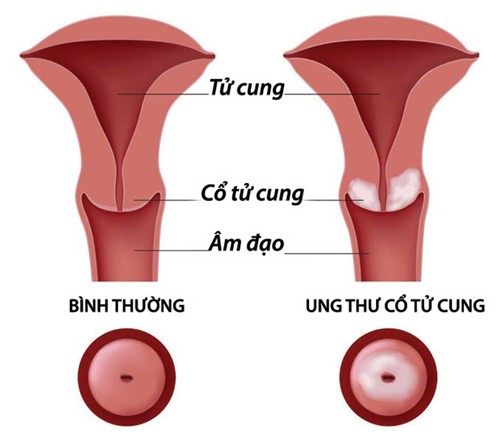 Tử cung
Cổ tử cung
Âm đạo
BÌNH THƯỜNG
UNG THƯ CỔ TỬ CUNG